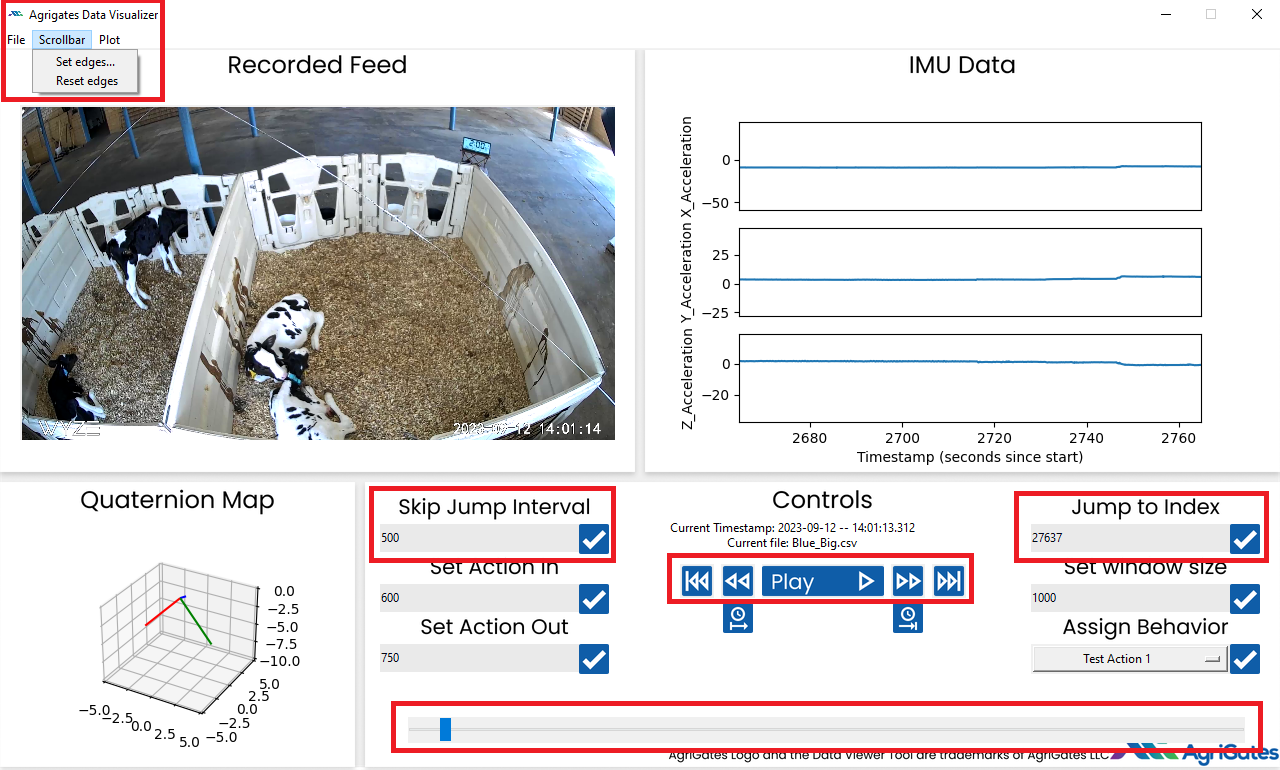 Agrigates Data Visualizer
File Scrollbar Plot
Set edges...
Reset edges
Recorded Feed
2:00
WYZE
2023-09-12 14:01:14
IMU Data
X_Acceleration
0
−50
Y_Acceleration
25
0
−25
Z_Acceleration
0
−20
2680 2700 2720 2740 2760
Timestamp (seconds since start)
Quaternion Map
0.0
−2.5
−5.0
−7.5
−10.0
5.0
2.5
0.0
−2.5
−5.0
−5.0
−2.5
0.0
2.5
5.0
Skip Jump Interval
500
Set Action In
600
Set Action Out
750
Controls
Current Timestamp: 2023-09-12 -- 14:01:13.312
Current file: Blue_Big.csv
Play
Jump to Index
27637
Set window size
1000
Assign Behavior
Test Action 1
AgriGates Logo and the Data Viewer Tool are trademarks of AgriGates LLC
AgriGates